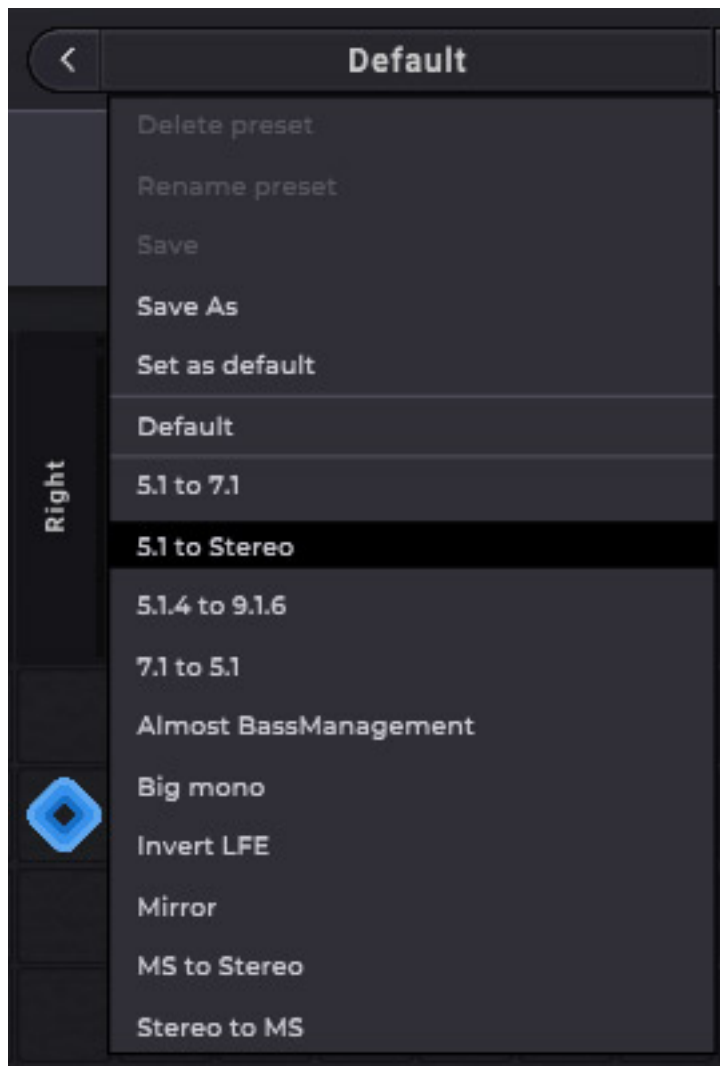 Default
Delete preset
Rename preset
Save
Save As
Set as default
Default
5.1 to 7.1
Right
5.1 to Stereo
5.1.4 to 9.1.6
7.1 to 5.1
Almost BassManagement
Big mono
Invert LFE
Mirror
MS to Stereo
Stereo to MS